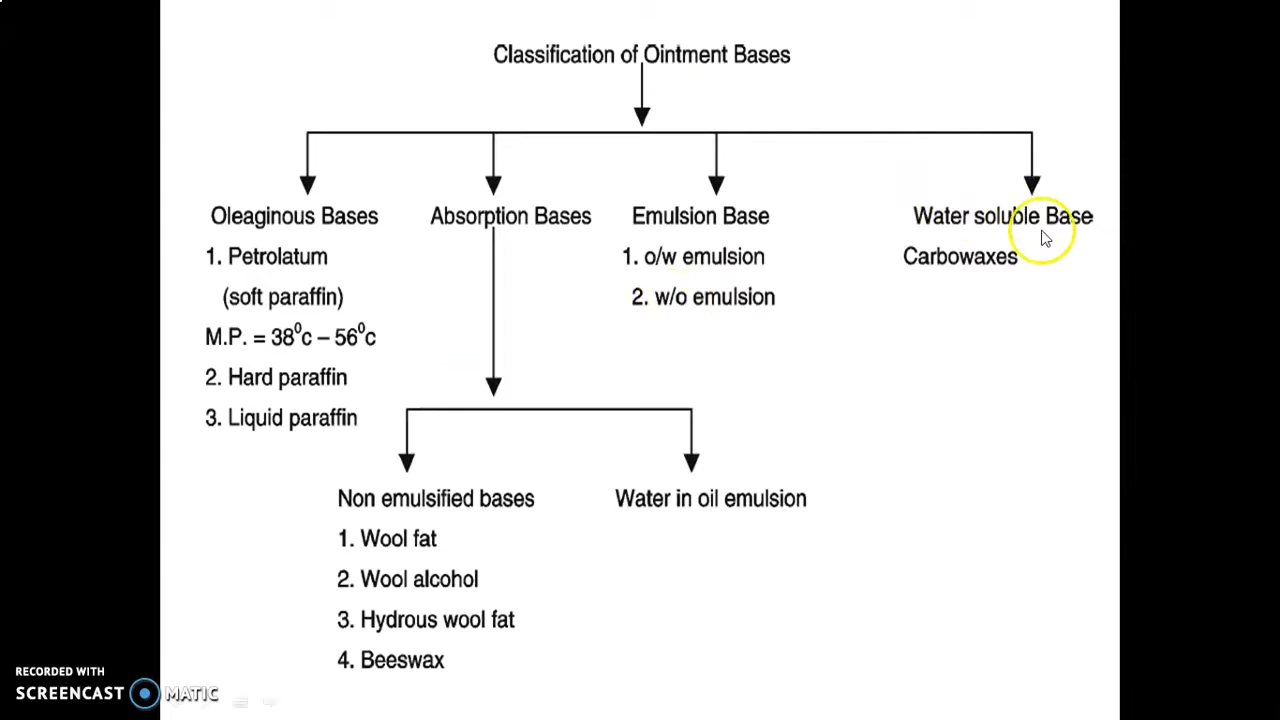 Classification of Ointment Bases
Oleaginous Bases
1. Petrolatum
(soft paraffin)
M.P. = 38⁰c – 56⁰c
2. Hard paraffin
3. Liquid paraffin
Absorption Bases
Non emulsified bases
1. Wool fat
2. Wool alcohol
3. Hydrous wool fat
4. Beeswax
Water in oil emulsion
Emulsion Base
1. o/w emulsion
2. w/o emulsion
Water soluble Base
Carbowaxes
RECORDED WITH
SCREENCAST MATIC